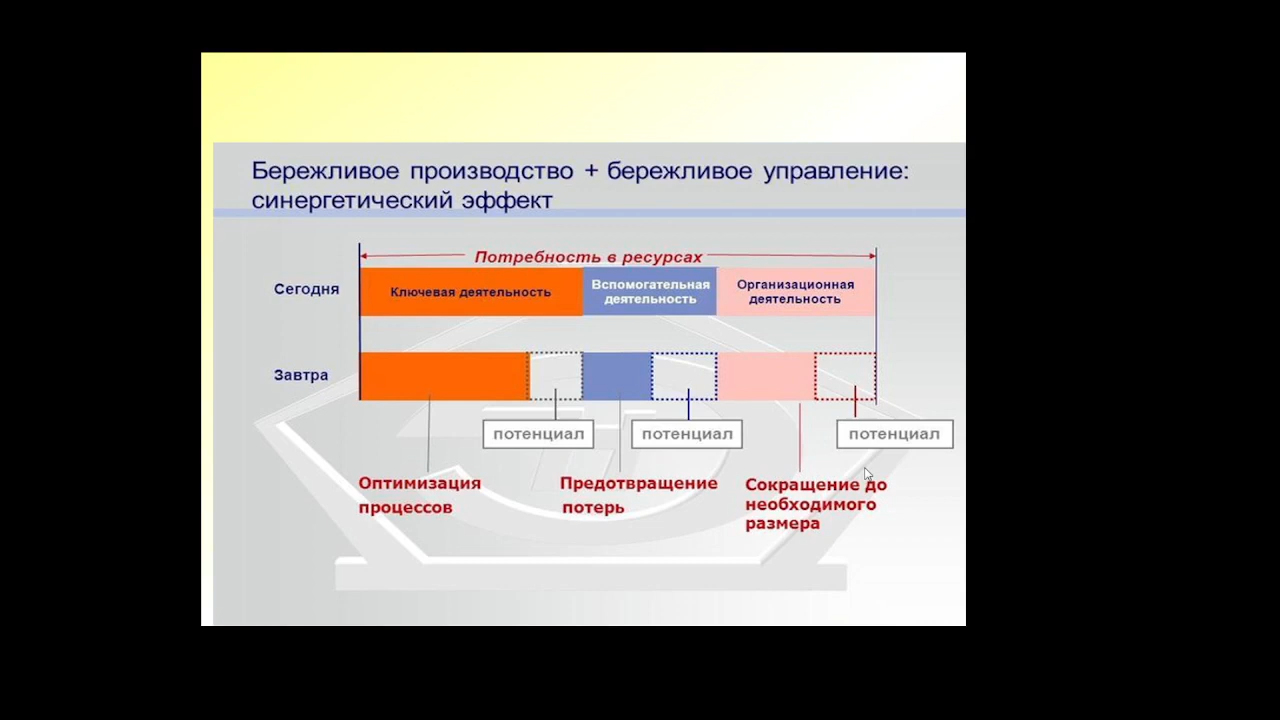 Бережливое производство + бережливое управление:
синергетический эффект
Потребность в ресурсах
Сегодня
Ключевая деятельность
Вспомогательная
деятельность
Организационная
деятельность
Завтра
потенциал
потенциал
потенциал
Оптимизация
процессов
Предотвращение
потерь
Сокращение до
необходимого
размера